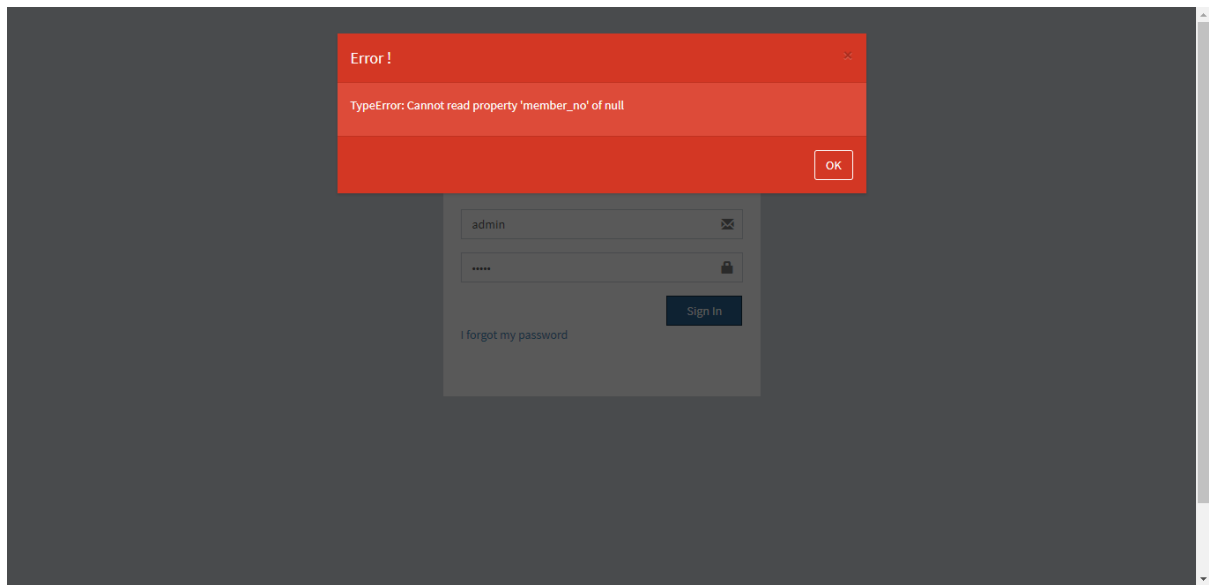 Error !
×
TypeError: Cannot read property 'member_no' of null
OK
admin
•••••
Sign In
I forgot my password